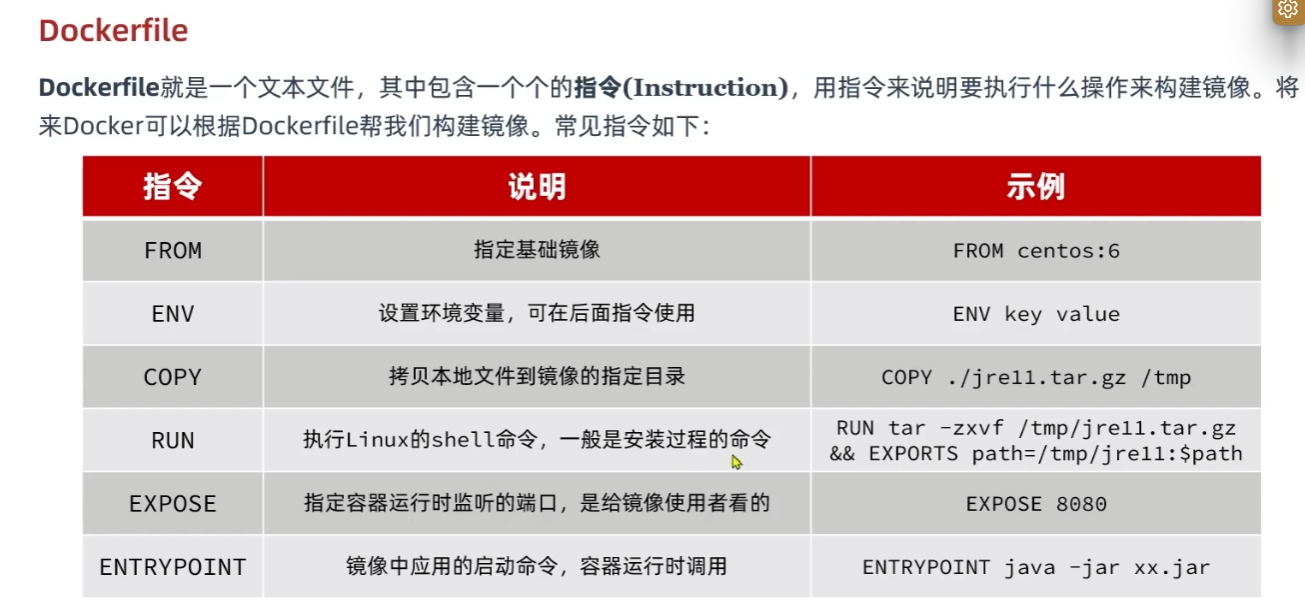 Dockerfile
Dockerfile就是一个文本文件，其中包含一个个的指令(Instruction)，用指令来说明要执行什么操作来构建镜像。将
来Docker可以根据Dockerfile帮我们构建镜像。常见指令如下：
指令 说明 示例
FROM 指定基础镜像 FROM centos:6
ENV 设置环境变量，可在后面指令使用 ENV key value
COPY 拷贝本地文件到镜像的指定目录 COPY ./jre11.tar.gz /tmp
RUN 执行Linux的shell命令，一般是安装过程的命令 RUN tar -zxvf /tmp/jre11.tar.gz
&& EXPORTS path=/tmp/jre11:$path
EXPOSE 指定容器运行时监听的端口，是给镜像使用者看的 EXPOSE 8080
ENTRYPOINT 镜像中应用的启动命令，容器运行时调用 ENTRYPOINT java -jar xx.jar